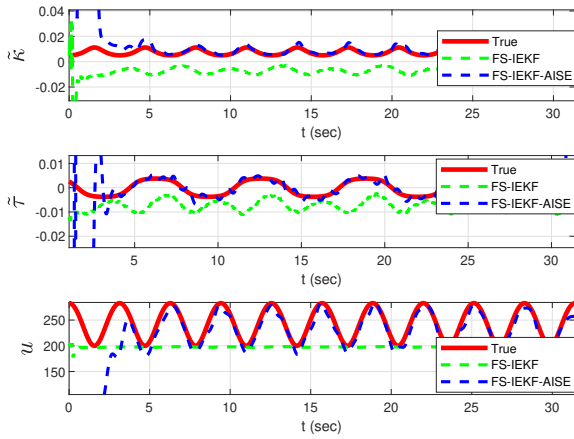 0.04
0.02
0
-0.02
κ̃
0 5 10 15 20 25 30
t (sec)
True
FS-IEKF
FS-IEKF-AISE
0.01
0
-0.01
-0.02
τ̃
0 5 10 15 20 25 30
t (sec)
True
FS-IEKF
FS-IEKF-AISE
250
200
150
u
0 5 10 15 20 25 30
t (sec)
True
FS-IEKF
FS-IEKF-AISE